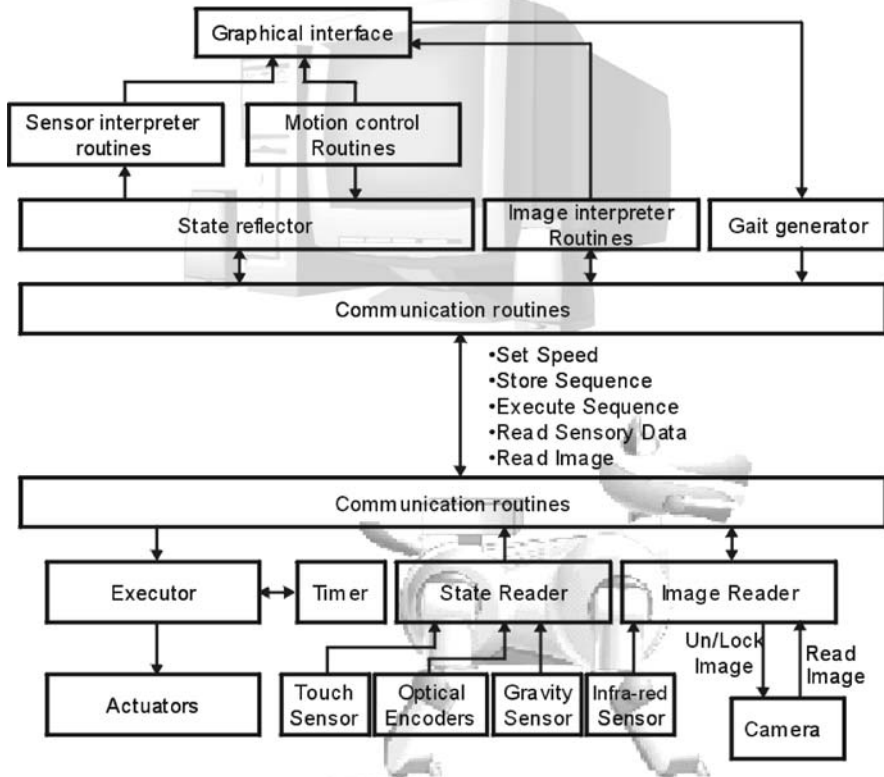 Graphical interface
Sensor interpreter
routines
Motion control
Routines
State reflector
Image interpreter
Routines
Gait generator
Communication routines
•Set Speed
•Store Sequence
•Execute Sequence
•Read Sensory Data
•Read Image
Communication routines
Executor
Timer
State Reader
Image Reader
Un/Lock
Image
Read
Image
Actuators
Touch
Sensor
Optical
Encoders
Gravity
Sensor
Infra-red
Sensor
Camera